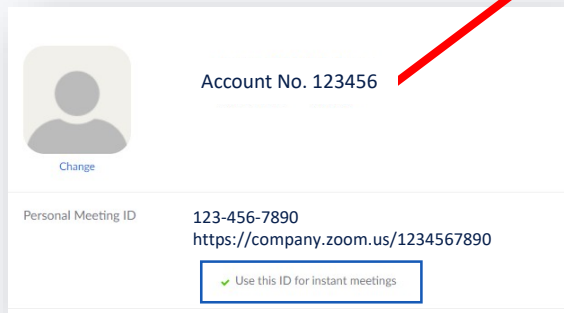 Account No. 123456
Change
Personal Meeting ID
123-456-7890
https://company.zoom.us/1234567890
Use this ID for instant meetings